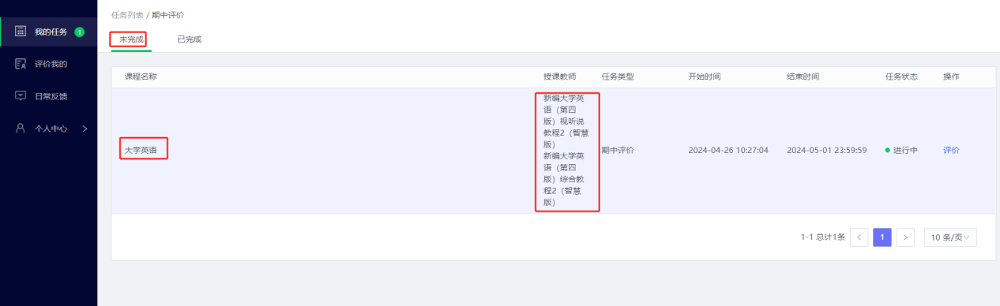 任务列表 / 期中评价
我的任务 1
评价我的
日常反馈
个人中心 >
未完成 已完成
课程名称 授课教师 任务类型 开始时间 结束时间 任务状态 操作
大学英语
新编大学英
语（第四
版）视听说
教程2（智慧
版）
新编大学英
语（第四
版）综合教
程2（智慧
版）
期中评价 2024-04-26 10:27:04 2024-05-01 23:59:59 进行中 评价
1-1 总计1条 < 1 > 10 条/页